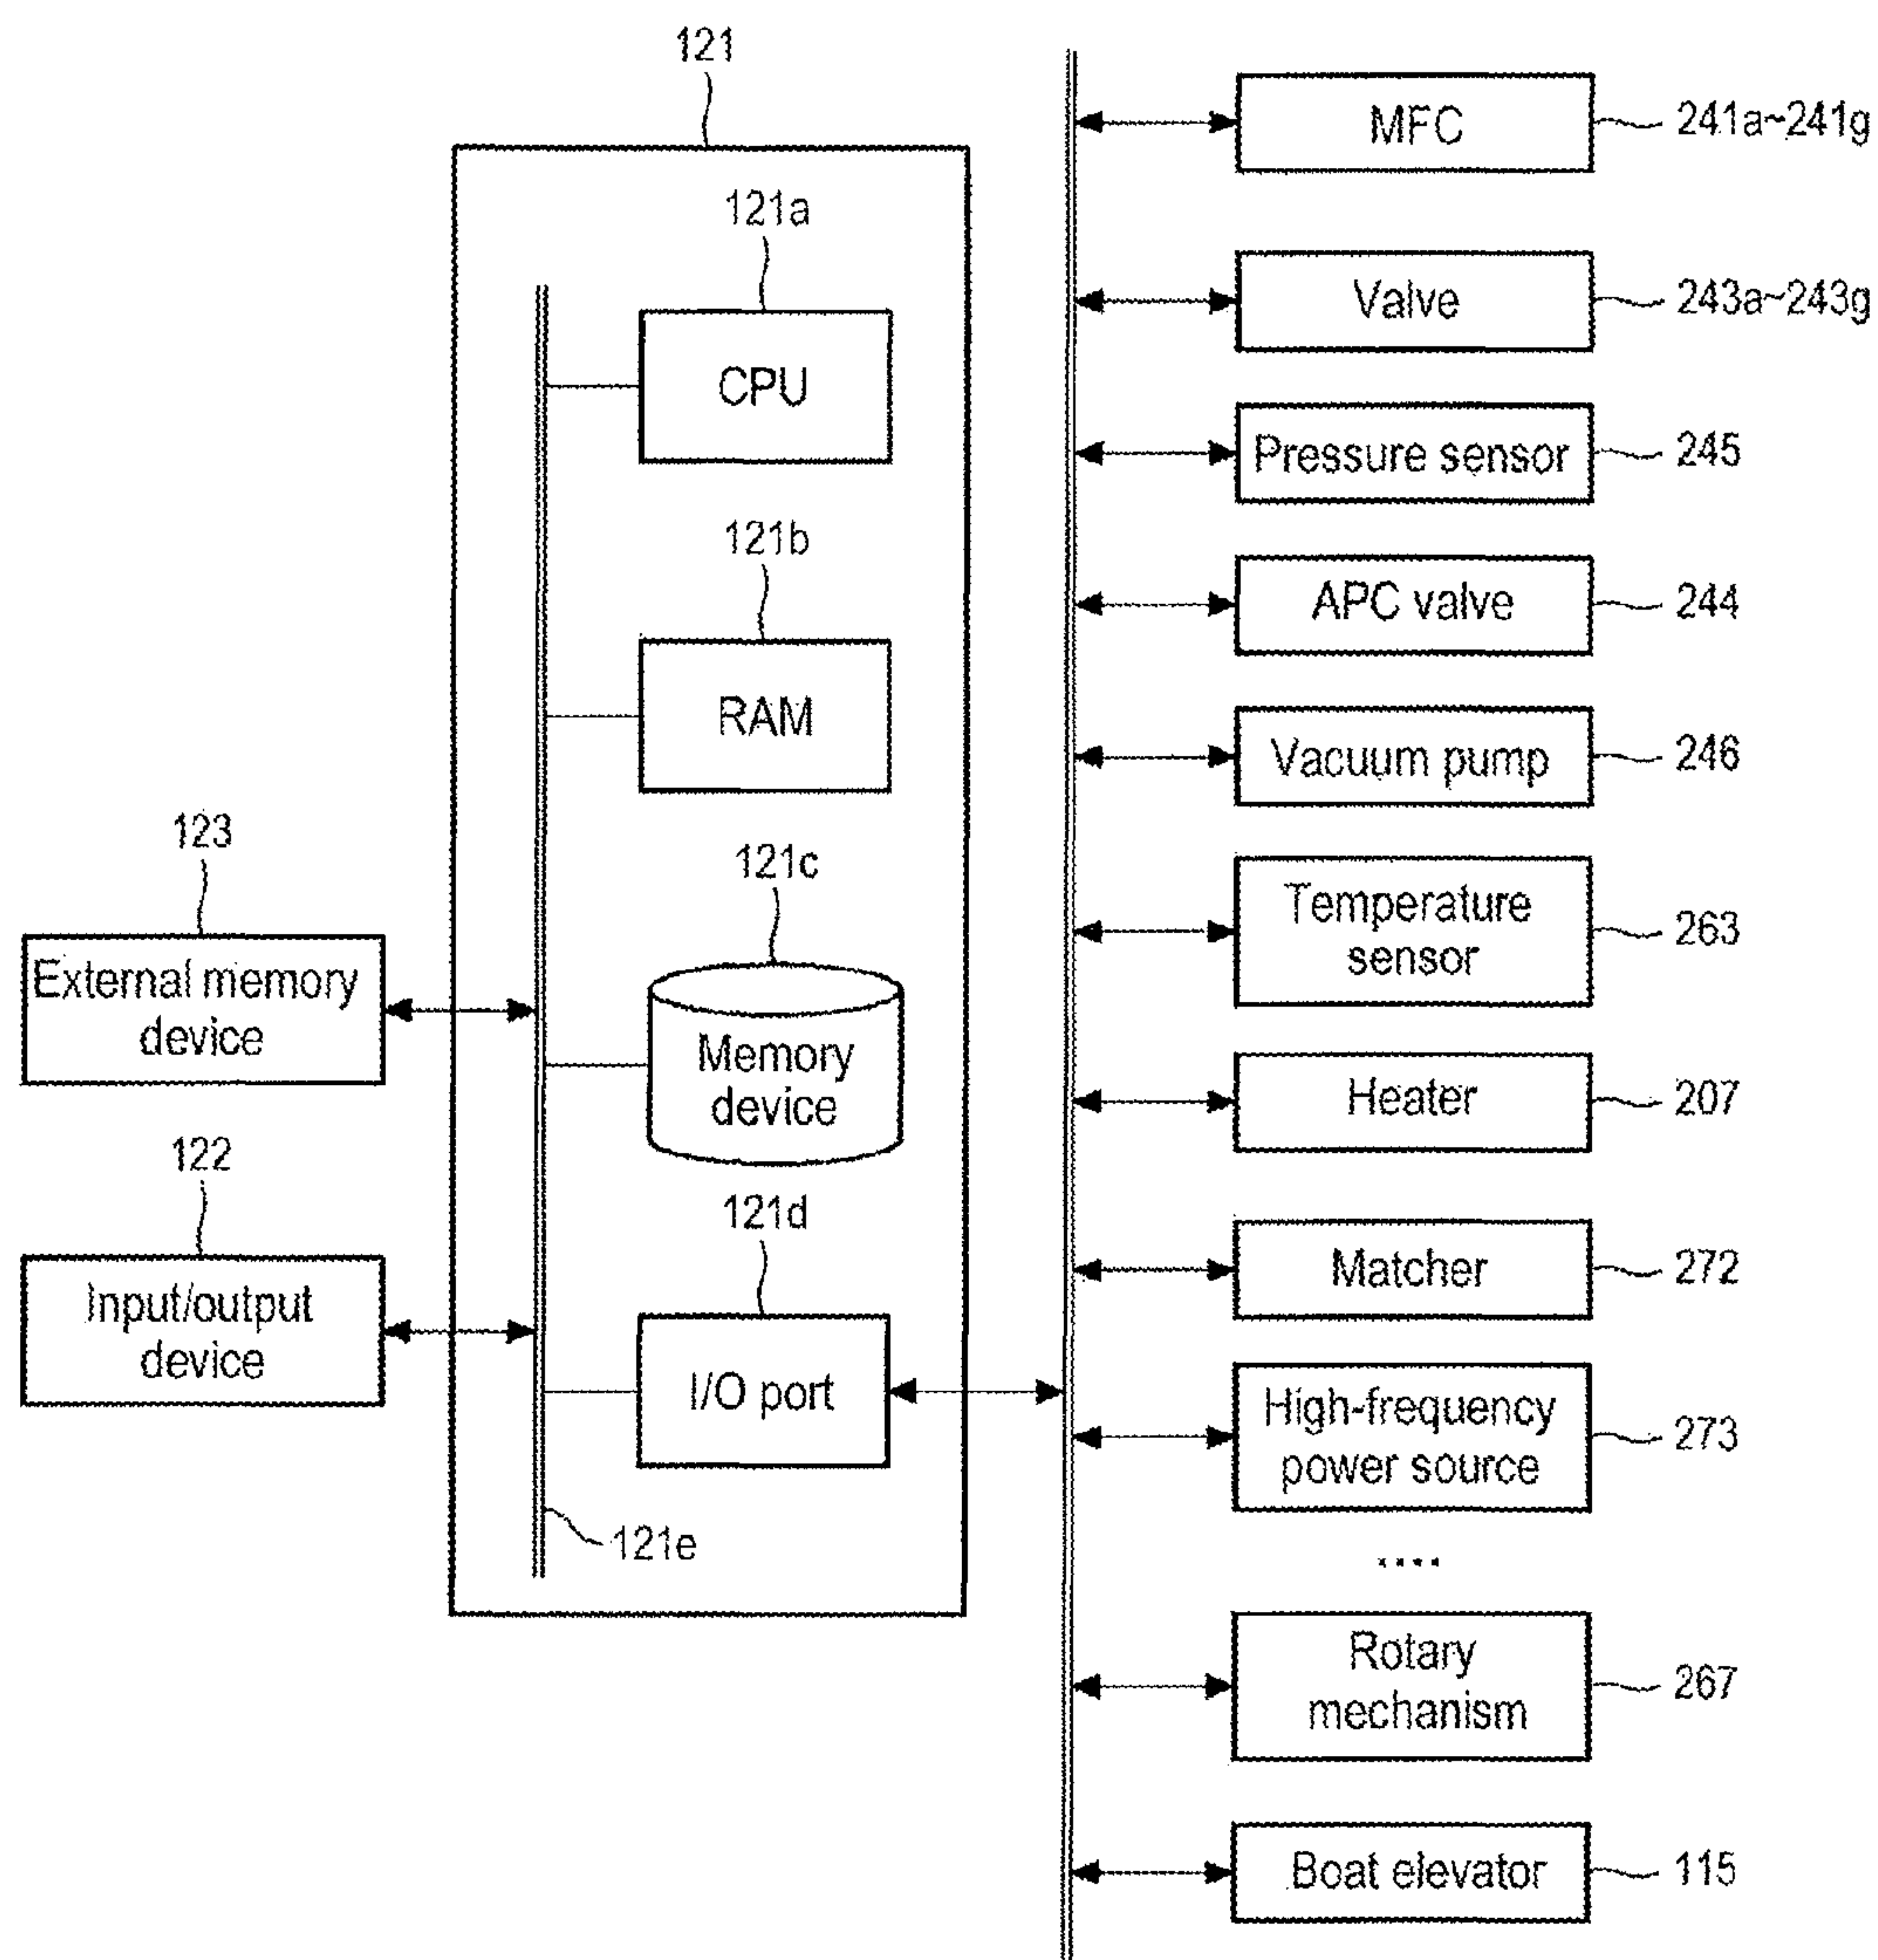 121
121a
CPU
121b
RAM
121c
Memory
device
121d
I/O port
121e
123
External memory
device
122
Input/output
device
MFC
241a~241g
Valve
243a~243g
Pressure sensor
245
APC valve
244
Vacuum pump
246
Temperature
sensor
263
Heater
207
Matcher
272
High-frequency
power source
273
....
Rotary
mechanism
267
Boat elevator
115